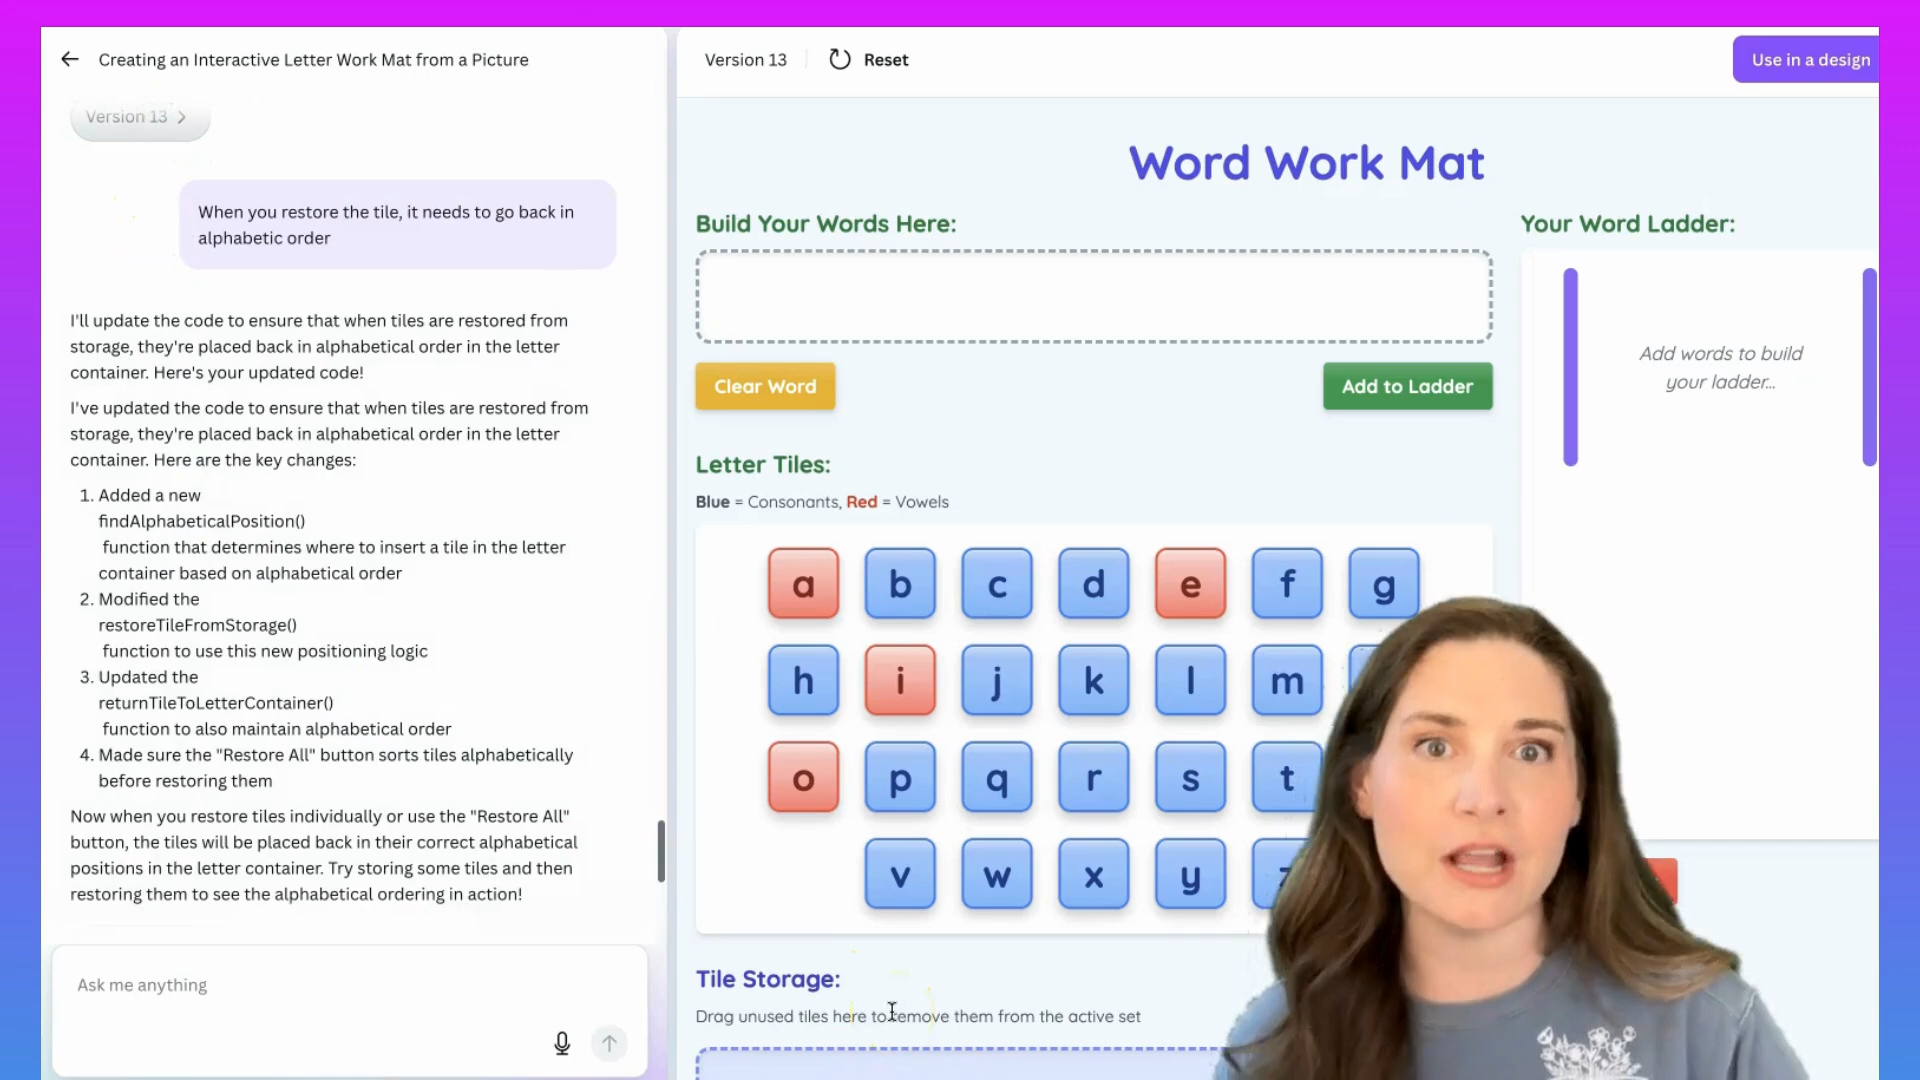 Creating an Interactive Letter Work Mat from a Picture
Version 13
When you restore the tile, it needs to go back in
alphabetic order
I'll update the code to ensure that when tiles are restored from
storage, they're placed back in alphabetical order in the letter
container. Here's your updated code!
I've updated the code to ensure that when tiles are restored from
storage, they're placed back in alphabetical order in the letter
container. Here are the key changes:
1. Added a new
findAlphabeticalPosition()
function that determines where to insert a tile in the letter
container based on alphabetical order
2. Modified the
restoreTileFromStorage()
function to use this new positioning logic
3. Updated the
returnTileToLetterContainer()
function to also maintain alphabetical order
4. Made sure the "Restore All" button sorts tiles alphabetically
before restoring them
Now when you restore tiles individually or use the "Restore All"
button, the tiles will be placed back in their correct alphabetical
positions in the letter container. Try storing some tiles and then
restoring them to see the alphabetical ordering in action!
Ask me anything
Version 13
Reset
Use in a design
Word Work Mat
Build Your Words Here:
Clear Word
Add to Ladder
Your Word Ladder:
Add words to build
your ladder...
Letter Tiles:
Blue = Consonants, Red = Vowels
a b c d e f g
h i j k l m
o p q r s t
v w x y z
Tile Storage:
Drag unused tiles here to remove them from the active set